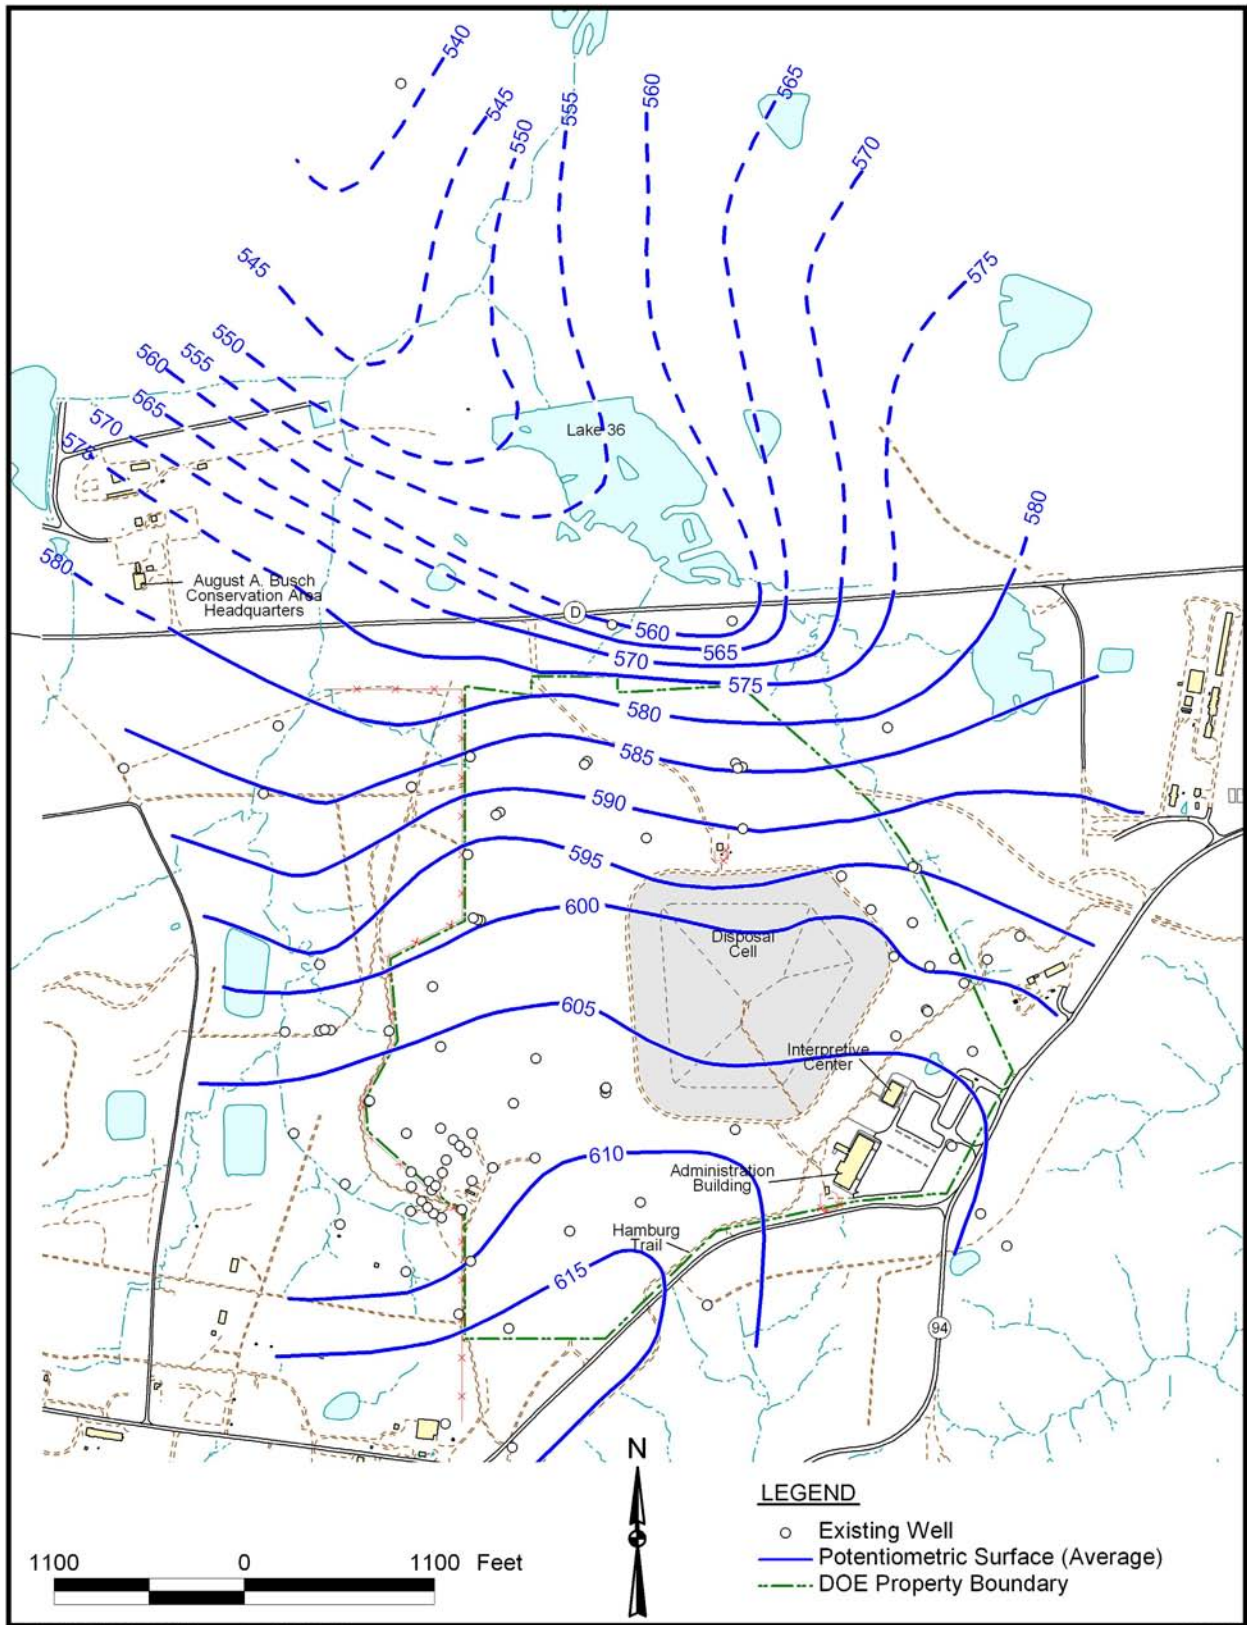 540
545
550
555
560
565
570
575
545
550
555
560
565
570
575
580
580
Lake 36
August A. Busch
Conservation Area
Headquarters
D
560
565
570
575
580
585
590
595
600
Disposal
Cell
605
Interpretive
Center
610
Administration
Building
Hamburg
Trail
615
94
N
LEGEND
Existing Well
Potentiometric Surface (Average)
DOE Property Boundary
1100 0 1100 Feet